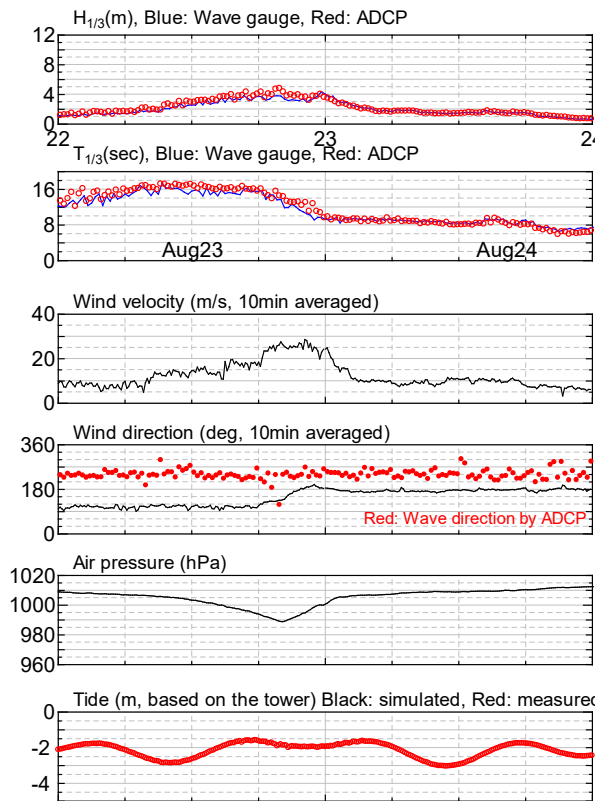 H1/3(m), Blue: Wave gauge, Red: ADCP
12
8
4
0
22 23 24
T1/3(sec), Blue: Wave gauge, Red: ADCP
16
8
0
Aug23 Aug24
Wind velocity (m/s, 10min averaged)
40
20
0
Wind direction (deg, 10min averaged)
360
180
0
Red: Wave direction by ADCP
Air pressure (hPa)
1020
1000
980
960
Tide (m, based on the tower) Black: simulated, Red: measured
0
-2
-4